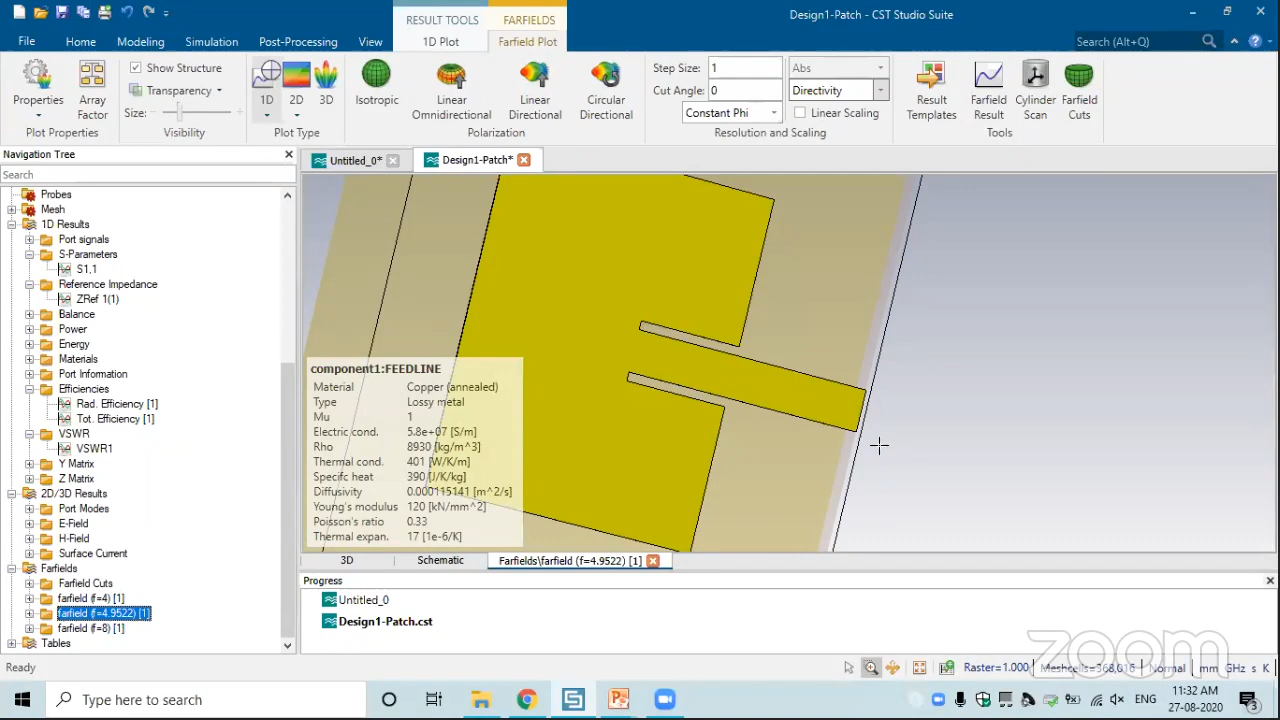 RESULT TOOLS FARFIELDS Design1-Patch - CST Studio Suite
File Home Modeling Simulation Post-Processing View 1D Plot Farfield Plot Search (Alt+Q)
Properties
Array Factor
Show Structure
Transparency
Size:
1D 2D 3D
Isotropic
Linear Omnidirectional
Linear Directional
Circular Directional
Step Size: 1 Abs
Cut Angle: 0 Directivity
Constant Phi Linear Scaling
Result Templates
Farfield Result
Cylinder Scan
Farfield Cuts
Plot Properties Visibility Plot Type Polarization Resolution and Scaling Tools
Navigation Tree
Search
Untitled_0* Design1-Patch*
Probes
Mesh
1D Results
Port signals
S-Parameters
S1,1
Reference Impedance
ZRef 1(1)
Balance
Power
Energy
Materials
Port Information
Efficiencies
Rad. Efficiency [1]
Tot. Efficiency [1]
VSWR
VSWR1
Y Matrix
Z Matrix
2D/3D Results
Port Modes
E-Field
H-Field
Surface Current
Farfields
Farfield Cuts
farfield (f=4) [1]
farfield (f=4.9522) [1]
farfield (f=8) [1]
Tables
component1:FEEDLINE
Material Copper (annealed)
Type Lossy metal
Mu 1
Electric cond. 5.8e+07 [S/m]
Rho 8930 [kg/m^3]
Thermal cond. 401 [W/K/m]
Specifc heat 390 [J/K/kg]
Diffusivity 0.000115141 [m^2/s]
Young's modulus 120 [kN/mm^2]
Poisson's ratio 0.33
Thermal expan. 17 [1e-6/K]
3D Schematic Farfields\farfield (f=4.9522) [1]
Progress
Untitled_0
Design1-Patch.cst
zoom
Ready Raster=1.000 Meshcells=368,016 Normal mm GHz s K
Type here to search ENG 11:32 AM
27-08-2020
3